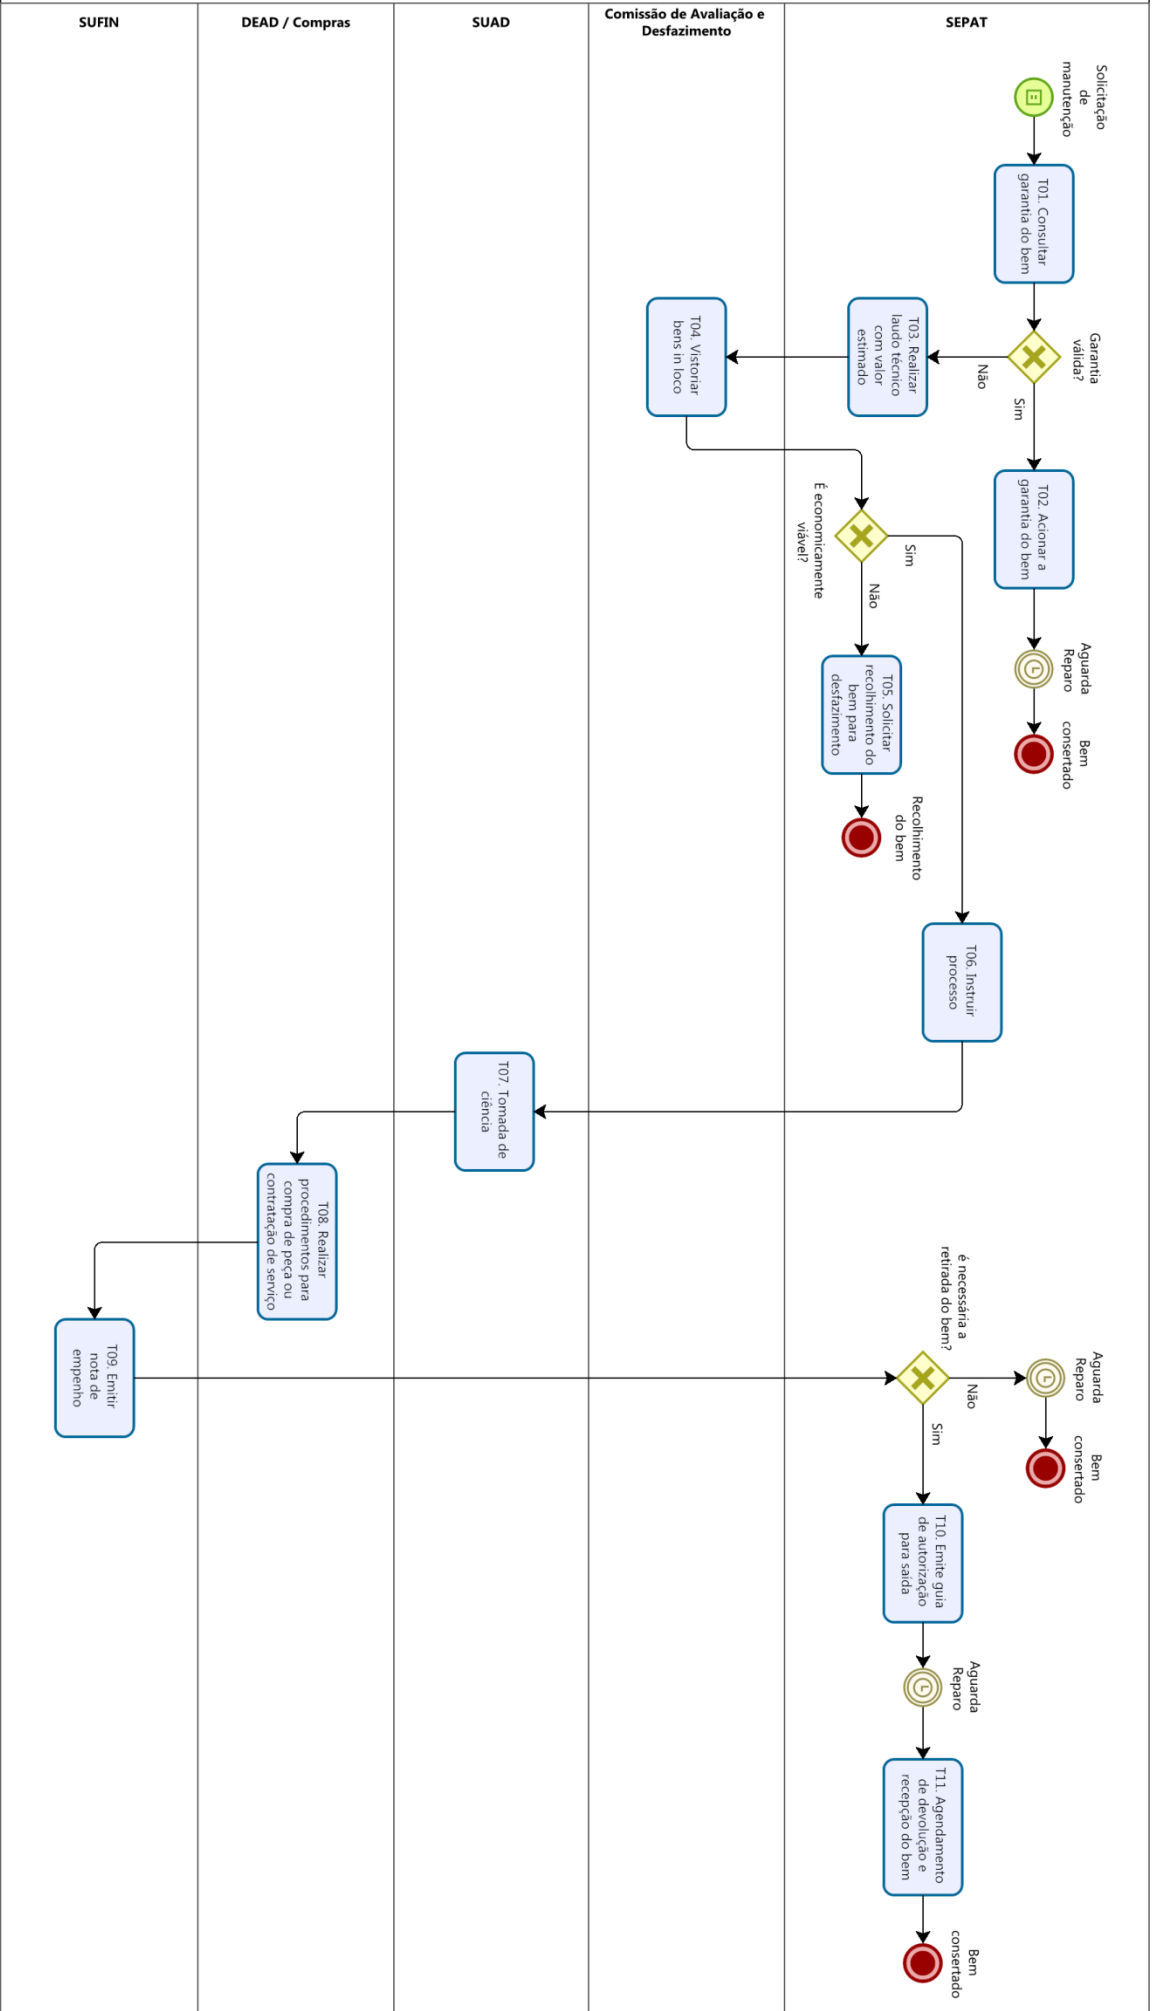 SUFIN
DEAD / Compras
SUAD
Comissão de Avaliação e
Desfazimento
SEPAT
Solicitação
de
manutenção
T01. Consultar
garantia do bem
Garantia
válida?
Não
Sim
T03. Realizar
laudo técnico
com valor
estimado
T04. Vistoriar
bens in loco
T02. Acionar a
garantia do bem
Aguarda
Reparo
Bem
consertado
É economicamente
viável?
Sim
Não
T05. Solicitar
recolhimento do
bem para
desfazimento
Recolhimento
do bem
T06. Instruir
processo
T07. Tomada de
ciência
T08. Realizar
procedimentos para
compra de peça ou
contratação de serviço
T09. Emitir
nota de
empenho
é necessária a
retirada do bem?
Não
Sim
Aguarda
Reparo
Bem
consertado
T10. Emite guia
de autorização
para saída
Aguarda
Reparo
T11. Agendamento
de devolução e
recepção do bem
Bem
consertado